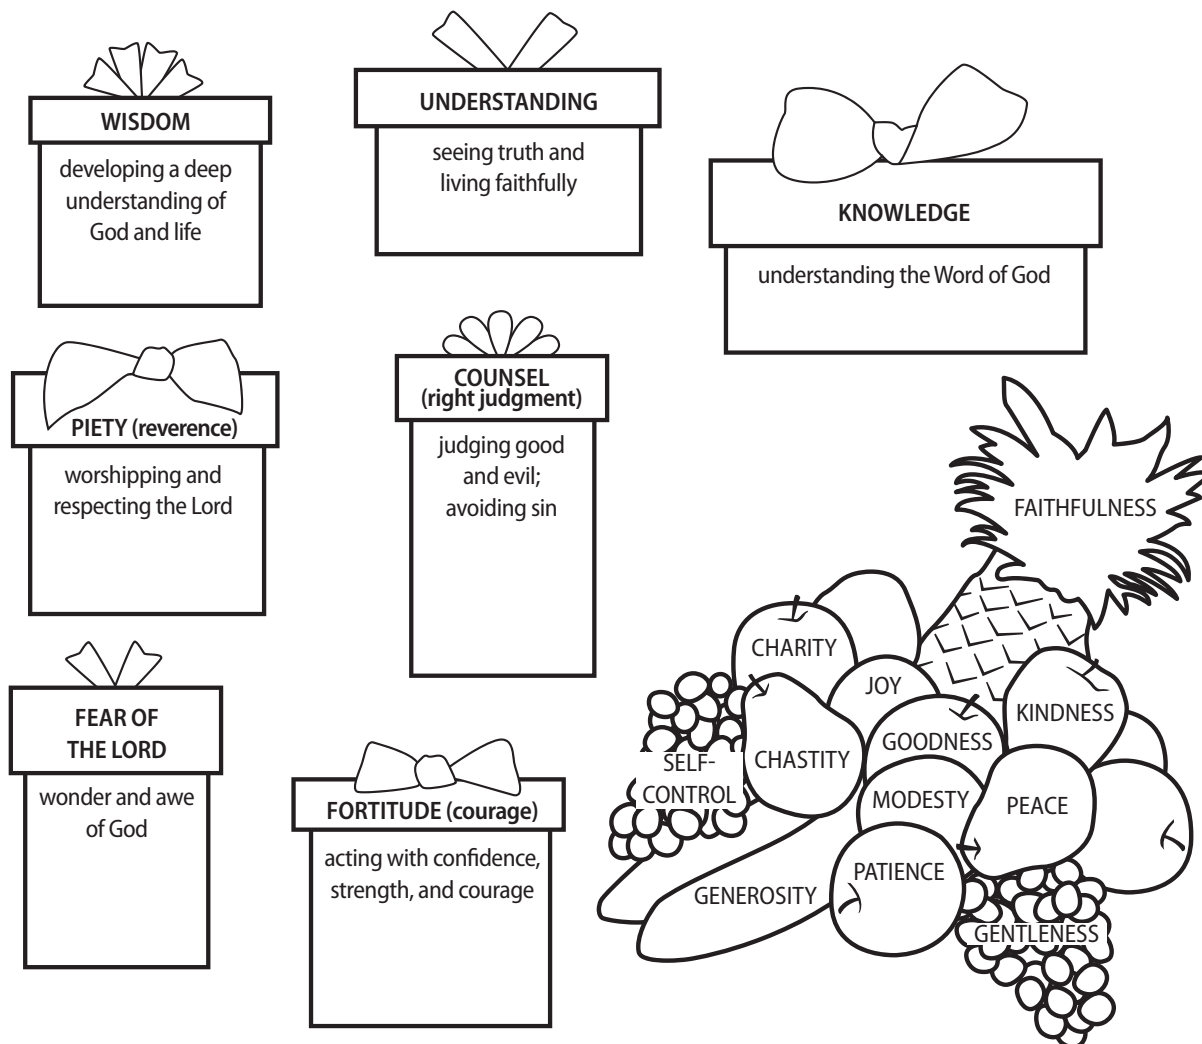 WISDOM
developing a deep
understanding of
God and life
UNDERSTANDING
seeing truth and
living faithfully
KNOWLEDGE
understanding the Word of God
PIETY (reverence)
worshipping and
respecting the Lord
COUNSEL
(right judgment)
judging good
and evil;
avoiding sin
FEAR OF
THE LORD
wonder and awe
of God
FORTITUDE (courage)
acting with confidence,
strength, and courage
FAITHFULNESS
CHARITY
JOY
KINDNESS
GOODNESS
CHASTITY
SELF-
CONTROL
MODESTY
PEACE
PATIENCE
GENEROSITY
GENTLENESS